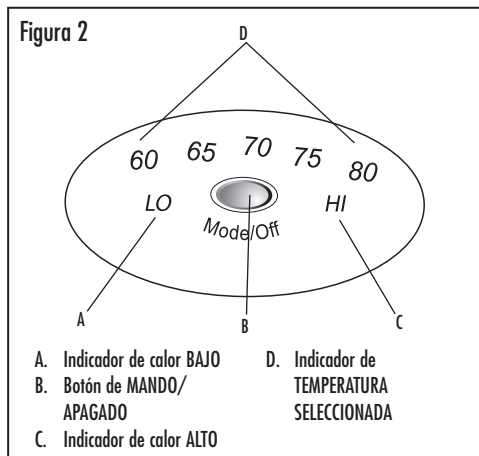 Figura 2
D
60 65 70 75 80
LO HI
Mode/Off
A B C
A. Indicador de calor BAJO
B. Botón de MANDO/
APAGADO
C. Indicador de calor ALTO
D. Indicador de
TEMPERATURA
SELECCIONADA